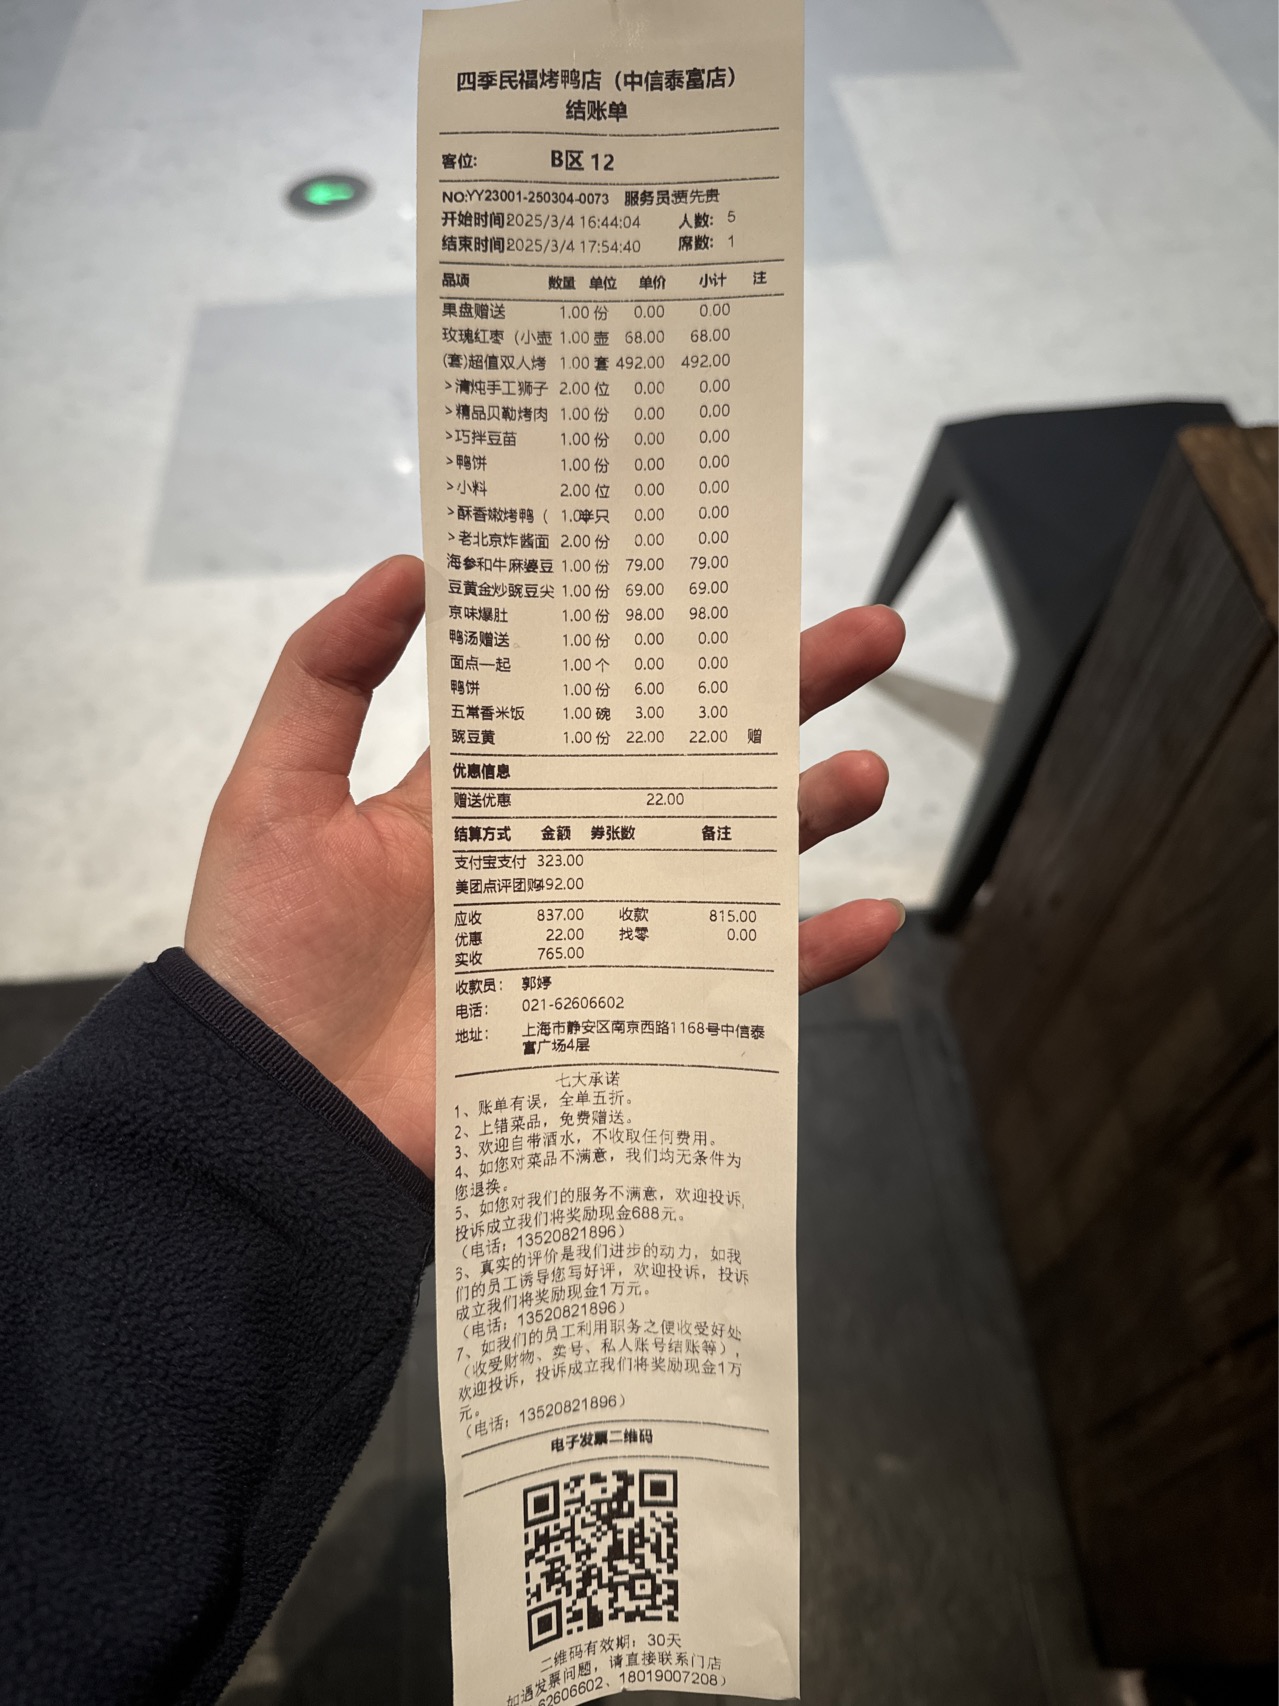 四季民福烤鸭店（中信泰富店）
结账单
客位: B区 12
NO:YY23001-250304-0073 服务员:贾先贵
开始时间2025/3/4 16:44:04 人数: 5
结束时间2025/3/4 17:54:40 席数: 1
品项 数量 单位 单价 小计 注
果盘赠送 1.00 份 0.00 0.00
玫瑰红枣（小壶 1.00 壶 68.00 68.00
(套)超值双人烤 1.00 套 492.00 492.00
>清炖手工狮子 2.00 位 0.00 0.00
>精品贝勒烤肉 1.00 份 0.00 0.00
>巧拌豆苗 1.00 份 0.00 0.00
>鸭饼 1.00 份 0.00 0.00
>小料 2.00 位 0.00 0.00
>酥香嫩烤鸭（ 1.0半只 0.00 0.00
>老北京炸酱面 2.00 份 0.00 0.00
海参和牛麻婆豆 1.00 份 79.00 79.00
豆黄金炒豌豆尖 1.00 份 69.00 69.00
京味爆肚 1.00 份 98.00 98.00
鸭汤赠送 1.00 份 0.00 0.00
面点一起 1.00 个 0.00 0.00
鸭饼 1.00 份 6.00 6.00
五常香米饭 1.00 碗 3.00 3.00
豌豆黄 1.00 份 22.00 22.00 赠
优惠信息
赠送优惠 22.00
结算方式 金额 券张数 备注
支付宝支付 323.00
美团点评团购492.00
应收 837.00 收款 815.00
优惠 22.00 找零 0.00
实收 765.00
收款员: 郭婷
电话: 021-62606602
地址: 上海市静安区南京西路1168号中信泰
富广场4层
七大承诺
1、账单有误，全单五折。
2、上错菜品，免费赠送。
3、欢迎自带酒水，不收取任何费用。
4、如您对菜品不满意，我们均无条件为
您退换。
5、如您对我们的服务不满意，欢迎投诉，
投诉成立我们将奖励现金688元。
（电话：13520821896）
6、真实的评价是我们进步的动力，如我
们的员工诱导您写好评，欢迎投诉，投诉
成立我们将奖励现金1万元。
（电话：13520821896）
7、如我们的员工利用职务之便收受好处
（收受财物、卖号、私人账号结账等），
欢迎投诉，投诉成立我们将奖励现金1万
元。
（电话：13520821896）
电子发票二维码
二维码有效期：30天
如遇发票问题，请直接联系门店
62606602、18019007208）